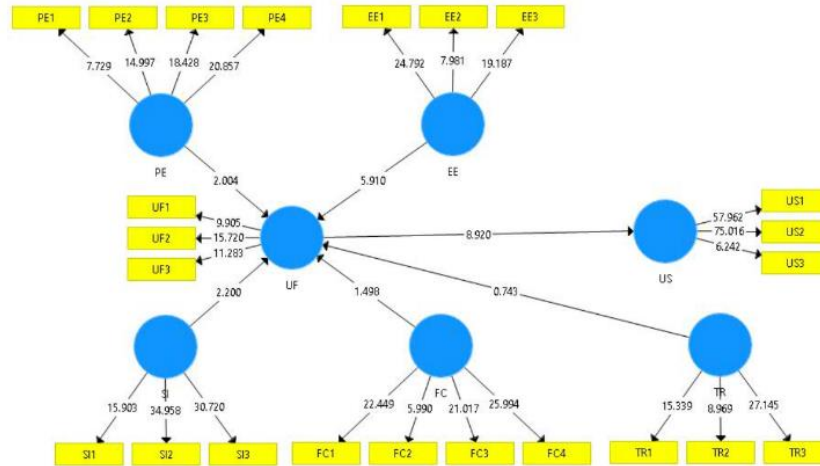 PE1
PE2
PE3
PE4
EE1
EE2
EE3
7.729
14.997
18.428
20.857
24.792
7.981
19.187
PE
EE
2.004
5.910
UF1
UF2
UF3
9.905
15.720
11.283
UF
8.920
US
57.962
75.016
6.242
US1
US2
US3
2.200
1.498
0.743
SI
FC
TR
15.903
34.958
30.720
22.449
5.990
21.017
25.994
15.339
8.969
27.145
SI1
SI2
SI3
FC1
FC2
FC3
FC4
TR1
TR2
TR3